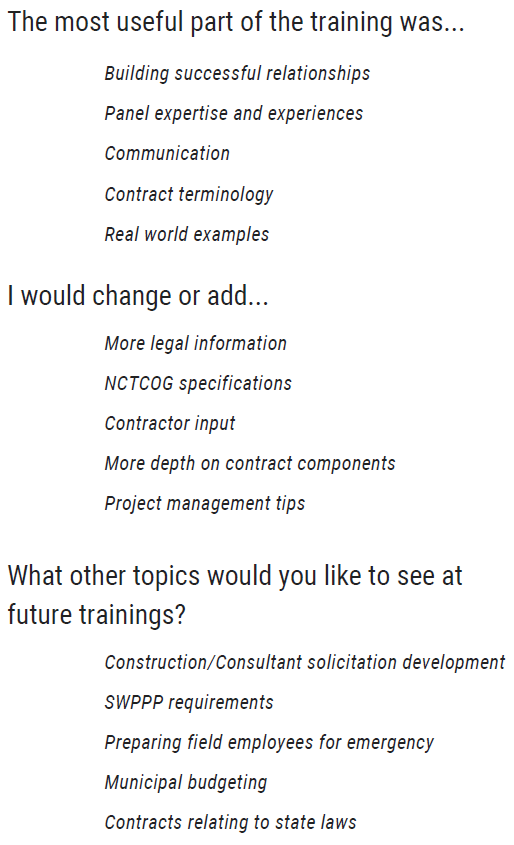 The most useful part of the training was...
Building successful relationships
Panel expertise and experiences
Communication
Contract terminology
Real world examples
I would change or add...
More legal information
NCTCOG specifications
Contractor input
More depth on contract components
Project management tips
What other topics would you like to see at
future trainings?
Construction/Consultant solicitation development
SWPPP requirements
Preparing field employees for emergency
Municipal budgeting
Contracts relating to state laws